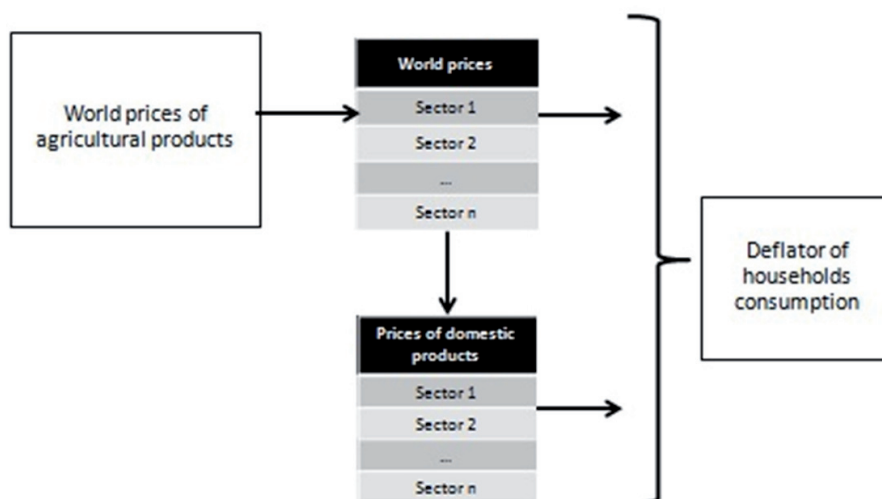 World prices of
agricultural products
World prices
Sector 1
Sector 2
...
Sector n
Prices of domestic
products
Sector 1
Sector 2
...
Sector n
Deflator of
households
consumption